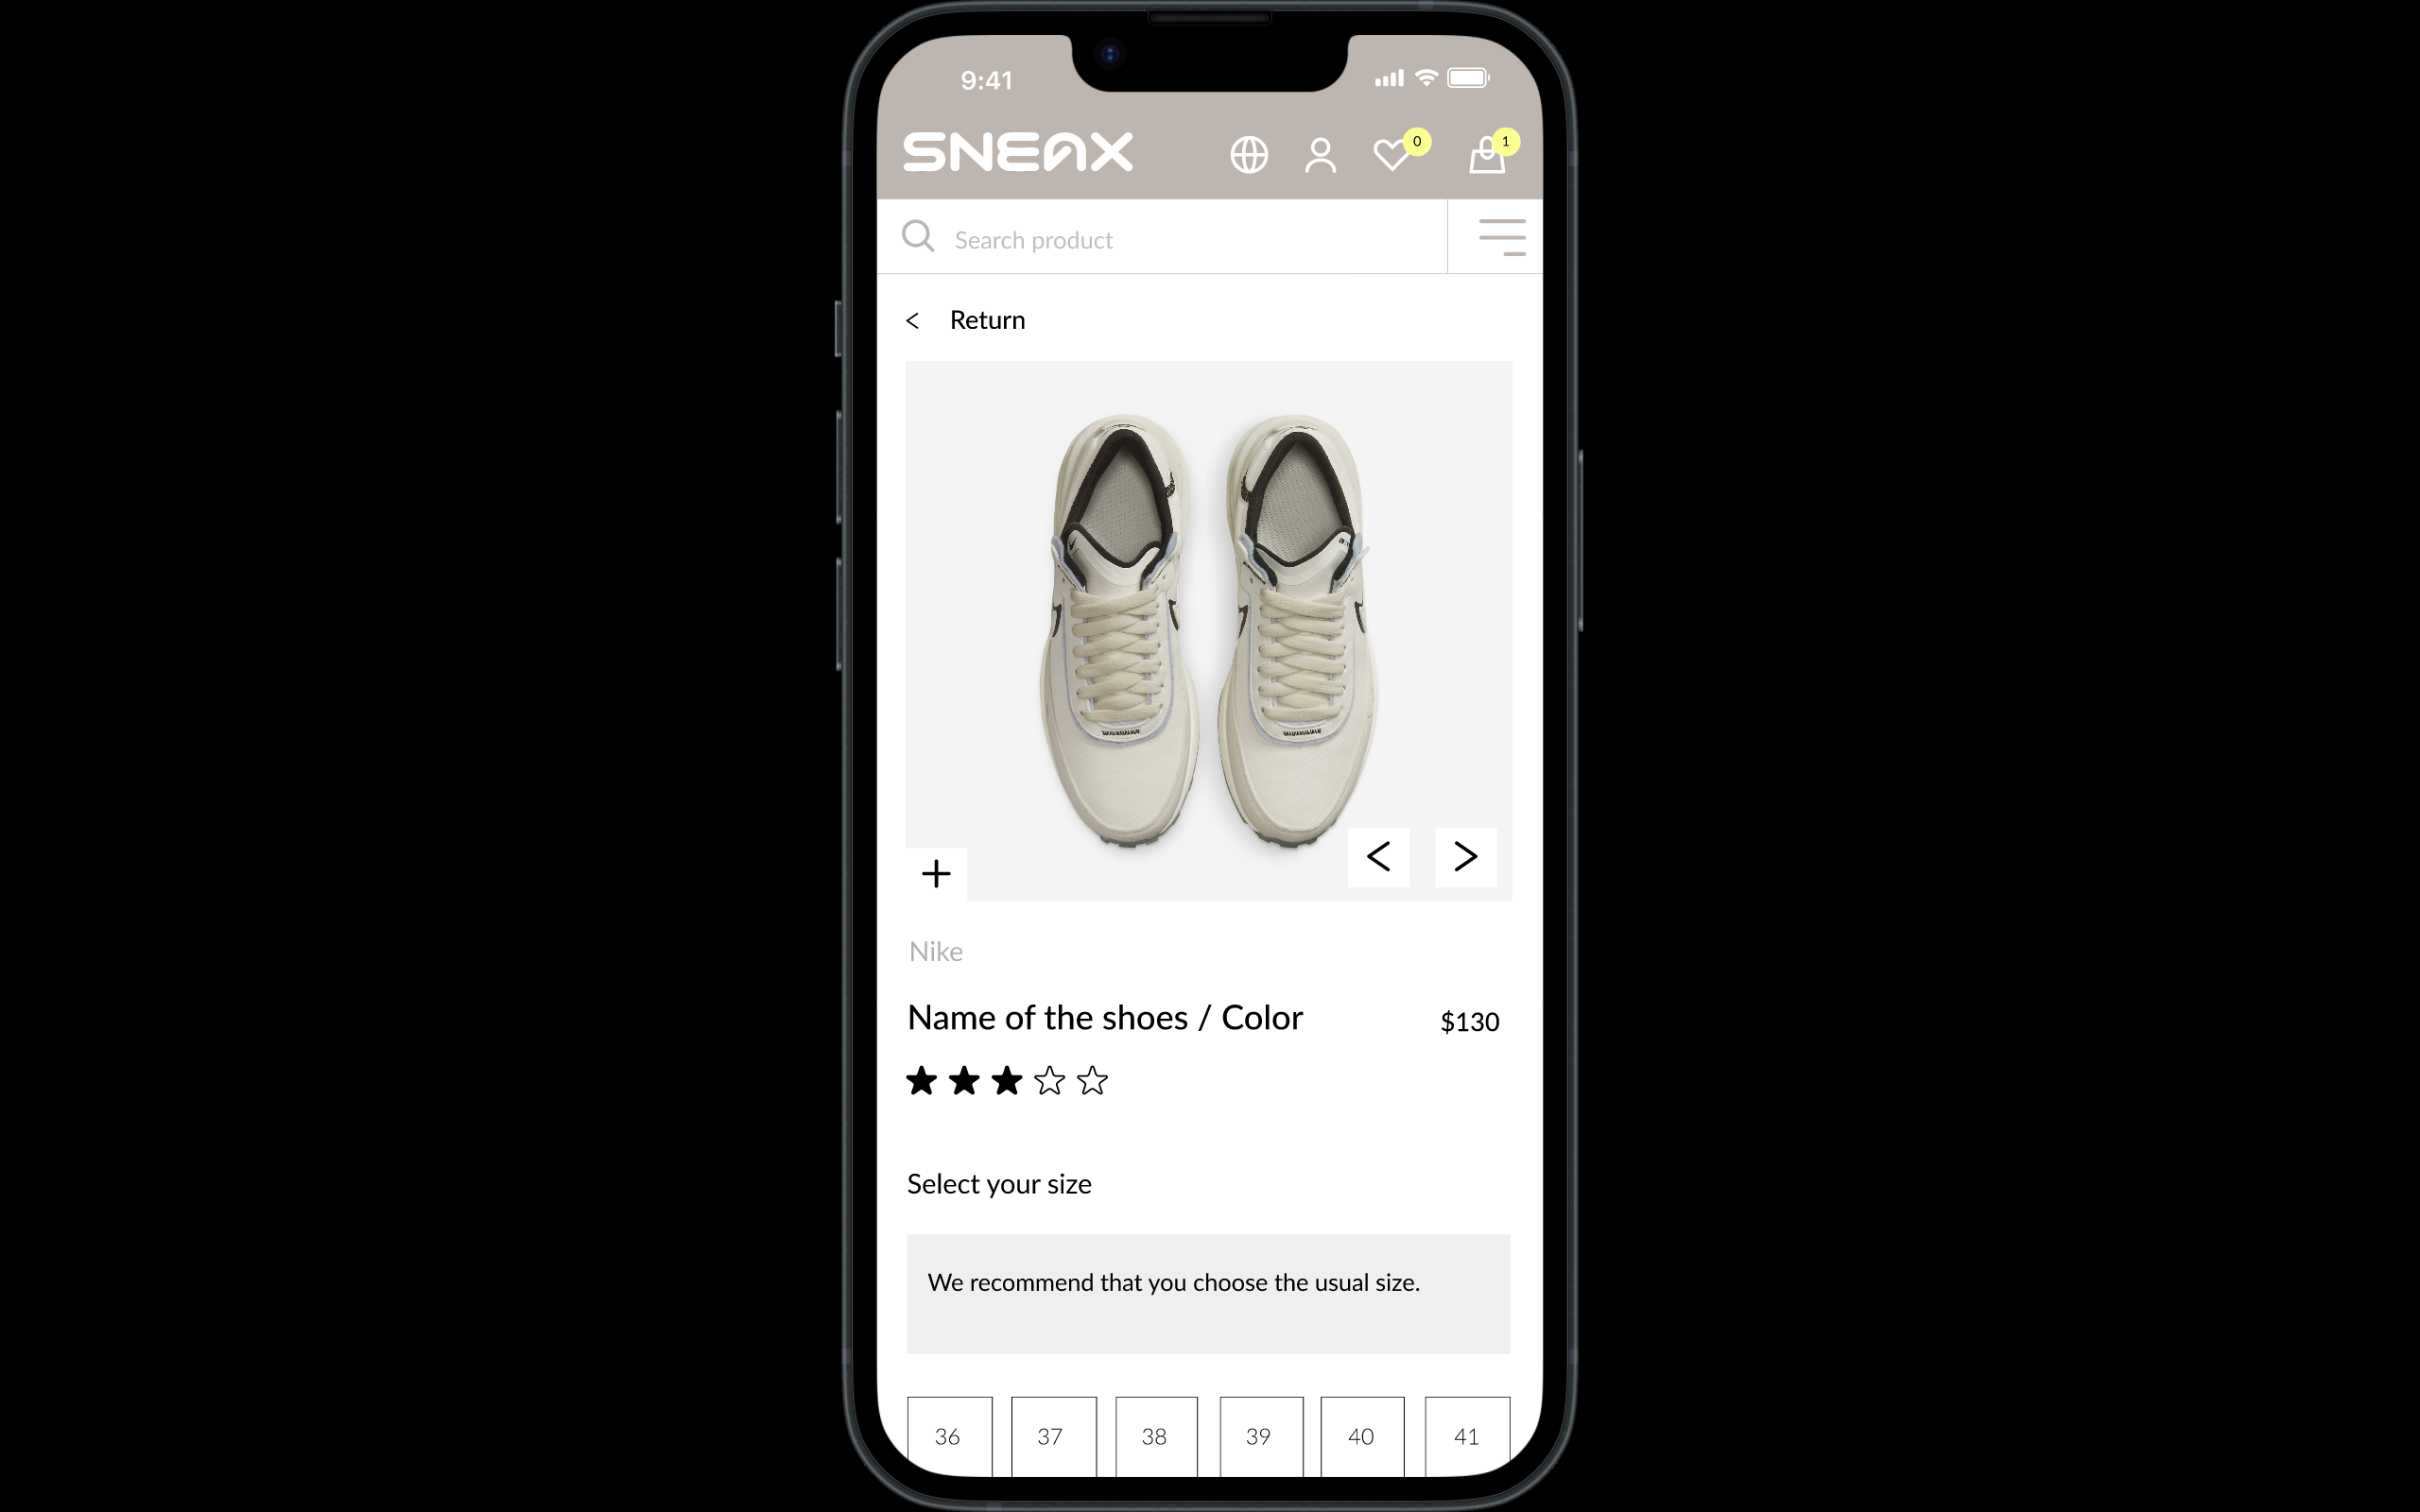 9:41
SNEAX
0
1
Search product
< Return
Nike
Name of the shoes / Color
$130
Select your size
We recommend that you choose the usual size.
36 37 38 39 40 41